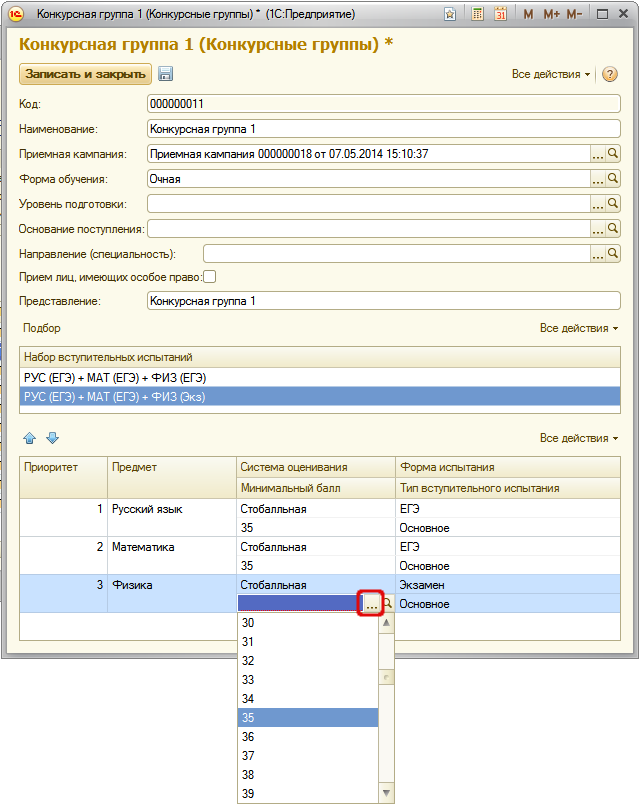 Конкурсная группа 1 (Конкурсные группы) * (1С:Предприятие)
31 M M+ M-
Конкурсная группа 1 (Конкурсные группы) *
Записать и закрыть Все действия ?
Код: 000000011
Наименование: Конкурсная группа 1
Приемная кампания: Приемная кампания 000000018 от 07.05.2014 15:10:37 ...
Форма обучения: Очная ...
Уровень подготовки: ...
Основание поступления: ...
Направление (специальность): ...
Прием лиц, имеющих особое право:
Представление: Конкурсная группа 1
Подбор Все действия
Набор вступительных испытаний
РУС (ЕГЭ) + МАТ (ЕГЭ) + ФИЗ (ЕГЭ)
РУС (ЕГЭ) + МАТ (ЕГЭ) + ФИЗ (Экз)
Все действия
Приоритет Предмет Система оценивания Форма испытания
Минимальный балл Тип вступительного испытания
1 Русский язык Стобалльная ЕГЭ
35 Основное
2 Математика Стобалльная ЕГЭ
35 Основное
3 Физика Стобалльная Экзамен
... Основное
30
31
32
33
34
35
36
37
38
39